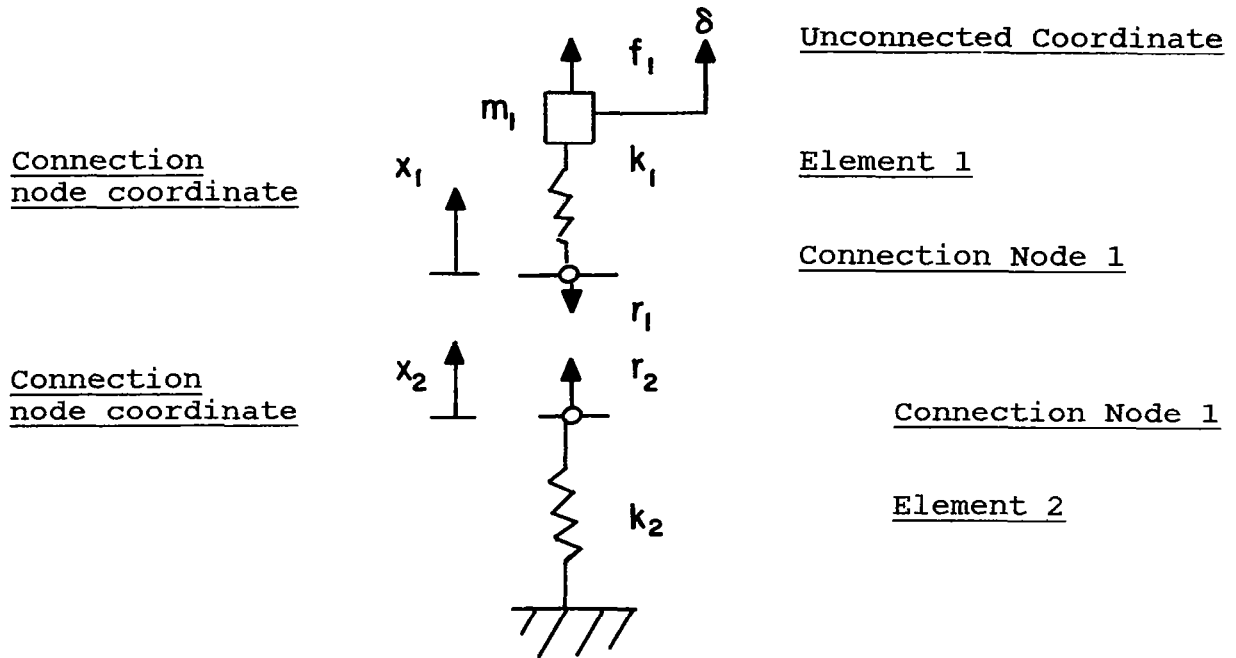 δ
Unconnected Coordinate
f₁
m₁
Connection
node coordinate
x₁
k₁
Element 1
Connection Node 1
r₁
Connection
node coordinate
x₂
r₂
Connection Node 1
k₂
Element 2